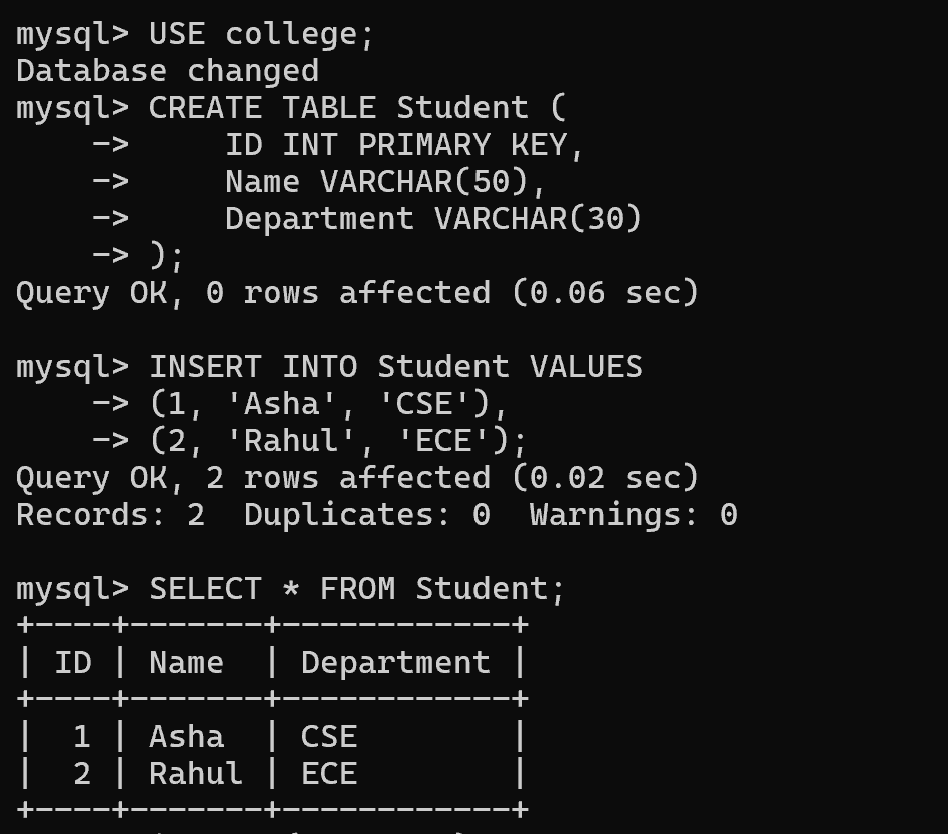 mysql> USE college;
Database changed
mysql> CREATE TABLE Student (
    ->     ID INT PRIMARY KEY,
    ->     Name VARCHAR(50),
    ->     Department VARCHAR(30)
    -> );
Query OK, 0 rows affected (0.06 sec)

mysql> INSERT INTO Student VALUES
    -> (1, 'Asha', 'CSE'),
    -> (2, 'Rahul', 'ECE');
Query OK, 2 rows affected (0.02 sec)
Records: 2  Duplicates: 0  Warnings: 0

mysql> SELECT * FROM Student;
+----+-------+------------+
| ID | Name  | Department |
+----+-------+------------+
|  1 | Asha  | CSE        |
|  2 | Rahul | ECE        |
+----+-------+------------+